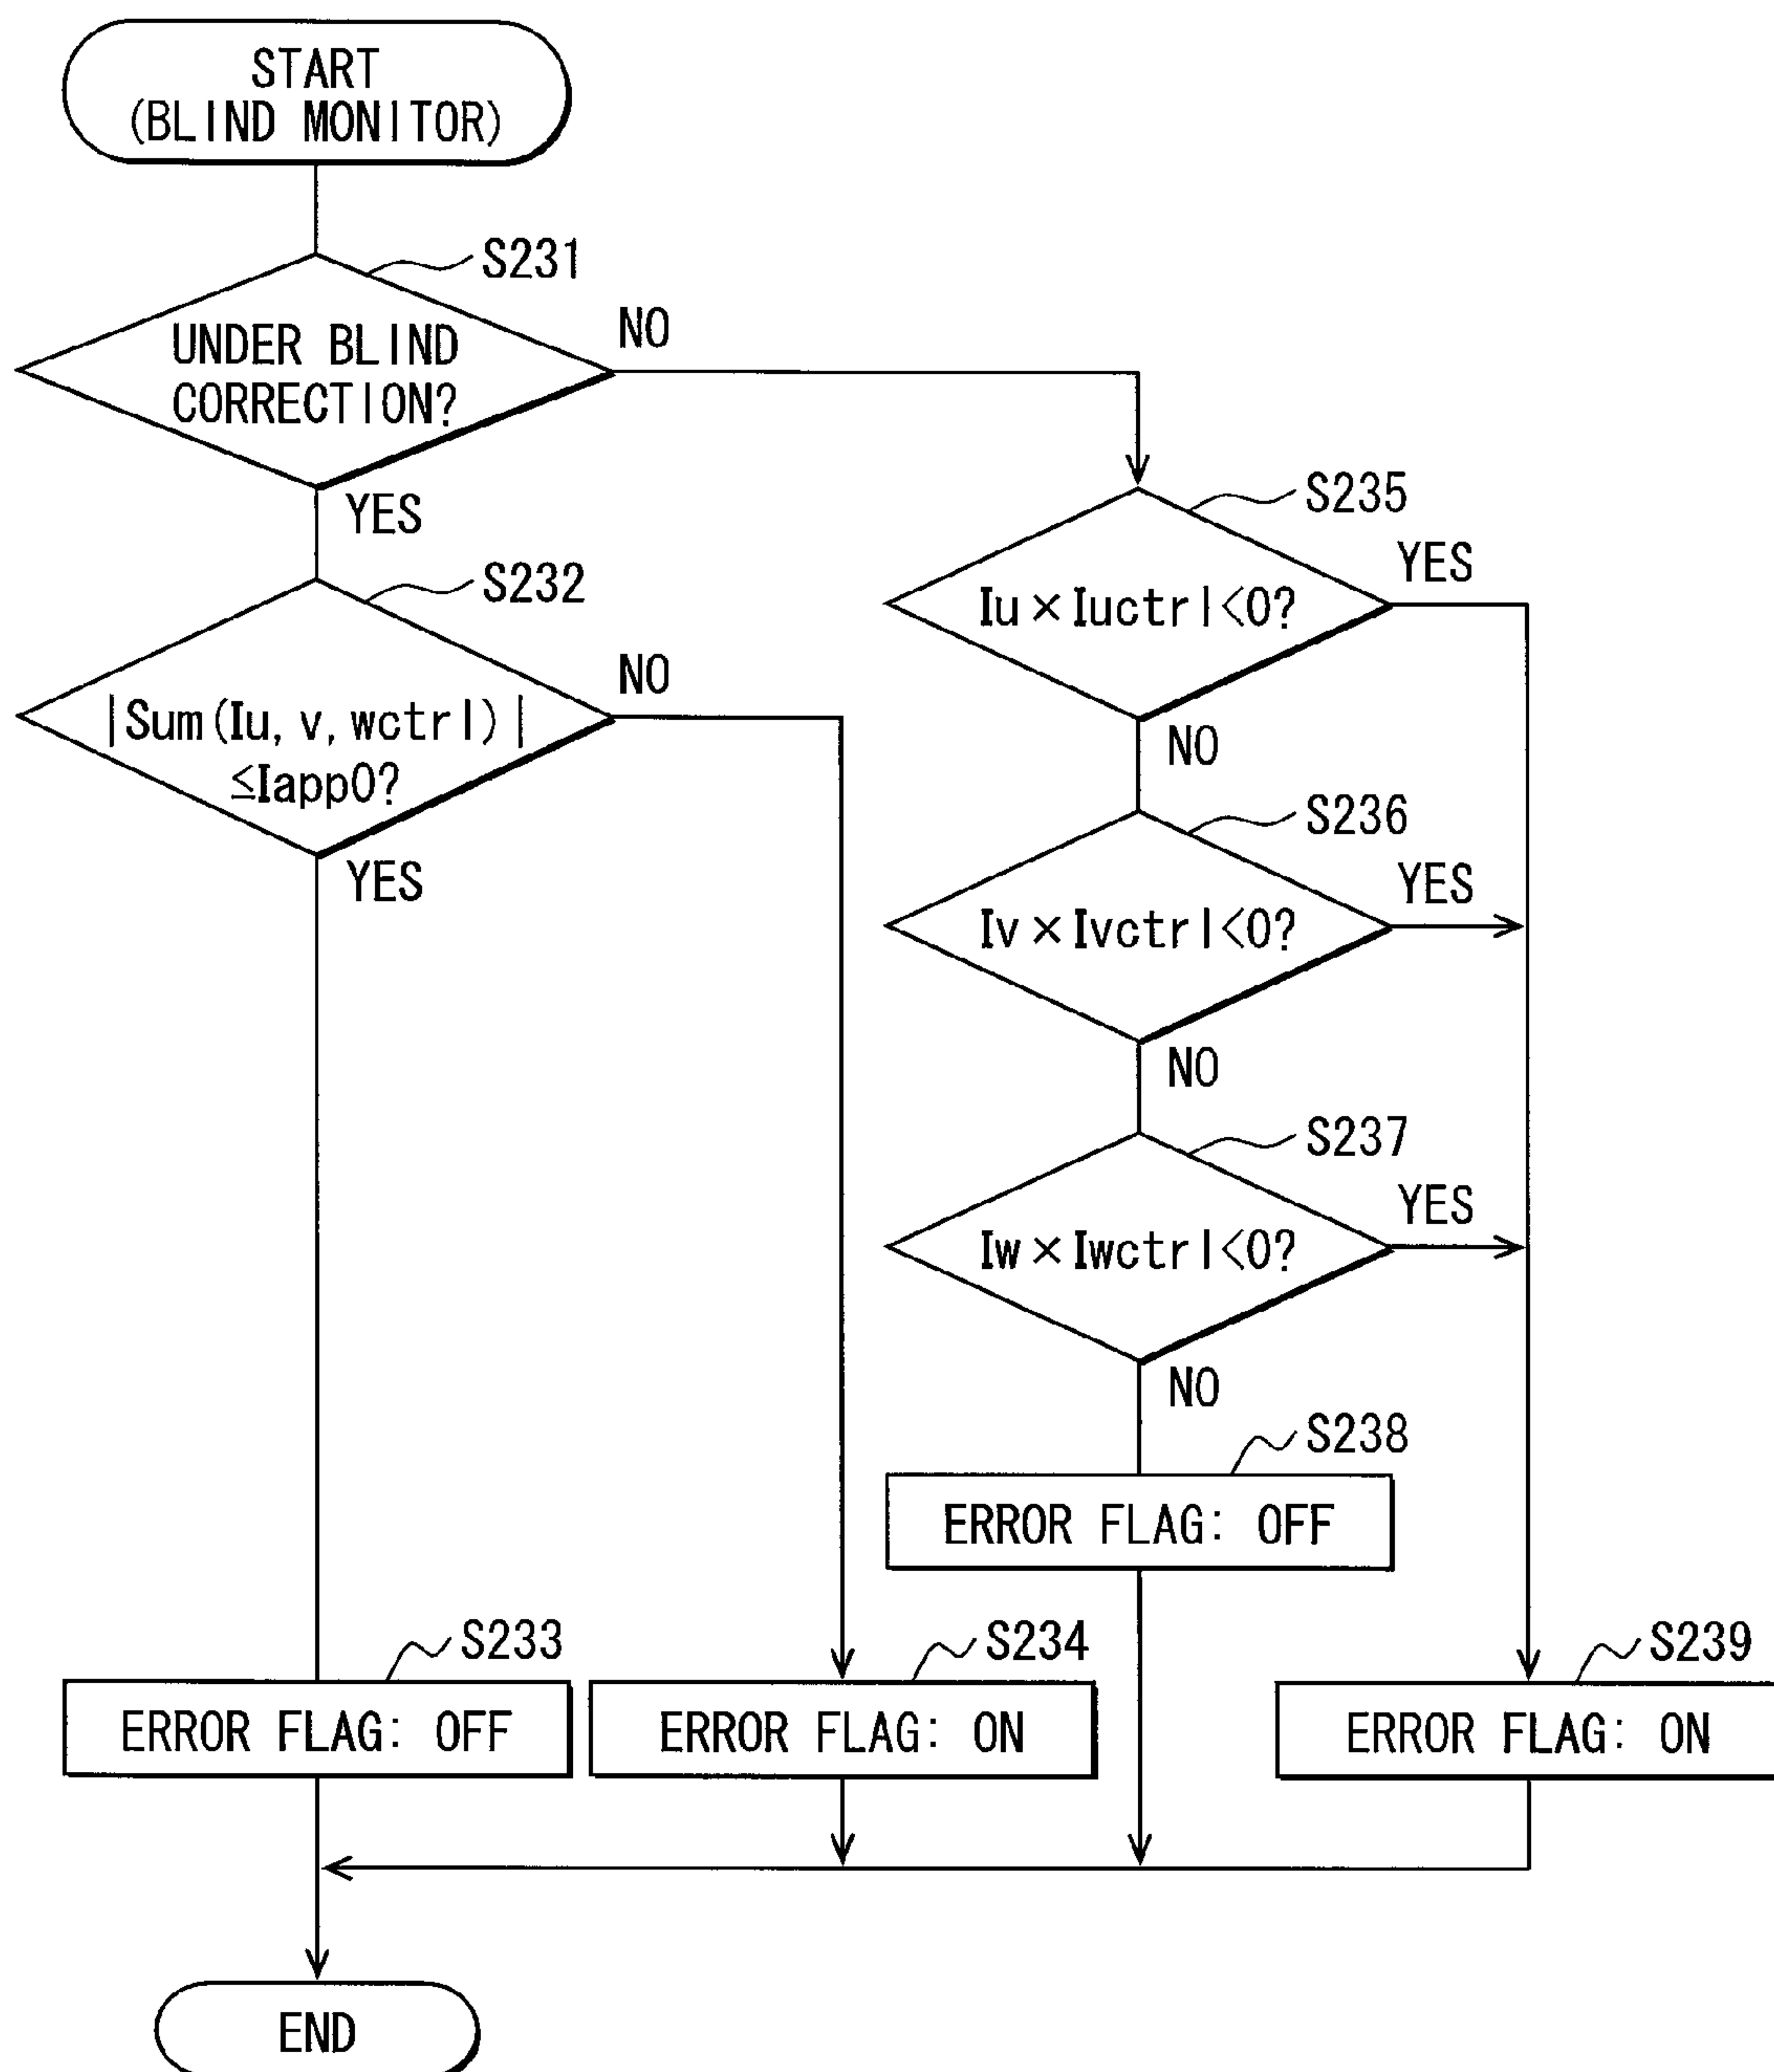 START
(BLIND MONITOR)
S231
UNDER BLIND
CORRECTION?
NO
YES
S232
|Sum(Iu, v, wctrl)|
≦Iapp0?
NO
YES
S235
Iu×Iuctrl<0?
YES
NO
S236
Iv×Ivctrl<0?
YES
NO
S237
Iw×Iwctrl<0?
YES
NO
S238
ERROR FLAG: OFF
S233
ERROR FLAG: OFF
S234
ERROR FLAG: ON
S239
ERROR FLAG: ON
END